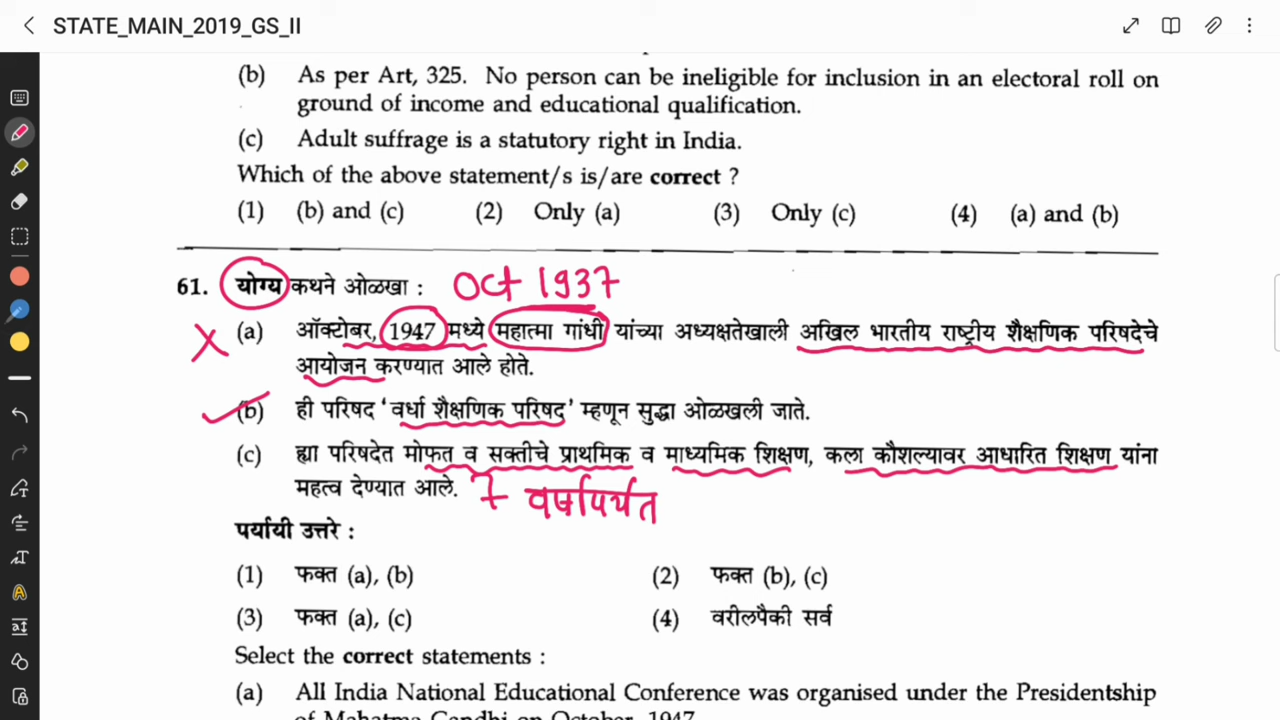 STATE_MAIN_2019_GS_II
(b) As per Art, 325. No person can be ineligible for inclusion in an electoral roll on
ground of income and educational qualification.
(c) Adult suffrage is a statutory right in India.
Which of the above statement/s is/are correct ?
(1) (b) and (c) (2) Only (a) (3) Only (c) (4) (a) and (b)
61. योग्य कथने ओळखा : Oct 1937
(a) ऑक्टोबर, 1947 मध्ये महात्मा गांधी यांच्या अध्यक्षतेखाली अखिल भारतीय राष्ट्रीय शैक्षणिक परिषदेचे
आयोजन करण्यात आले होते.
(b) ही परिषद 'वर्धा शैक्षणिक परिषद' म्हणून सुद्धा ओळखली जाते.
(c) ह्या परिषदेत मोफत व सक्तीचे प्राथमिक व माध्यमिक शिक्षण, कला कौशल्यावर आधारित शिक्षण यांना
महत्व देण्यात आले. 7 वर्षापर्यंत
पर्यायी उत्तरे :
(1) फक्त (a), (b) (2) फक्त (b), (c)
(3) फक्त (a), (c) (4) वरीलपैकी सर्व
Select the correct statements :
(a) All India National Educational Conference was organised under the Presidentship
of Mahatma Gandhi on October, 1947.